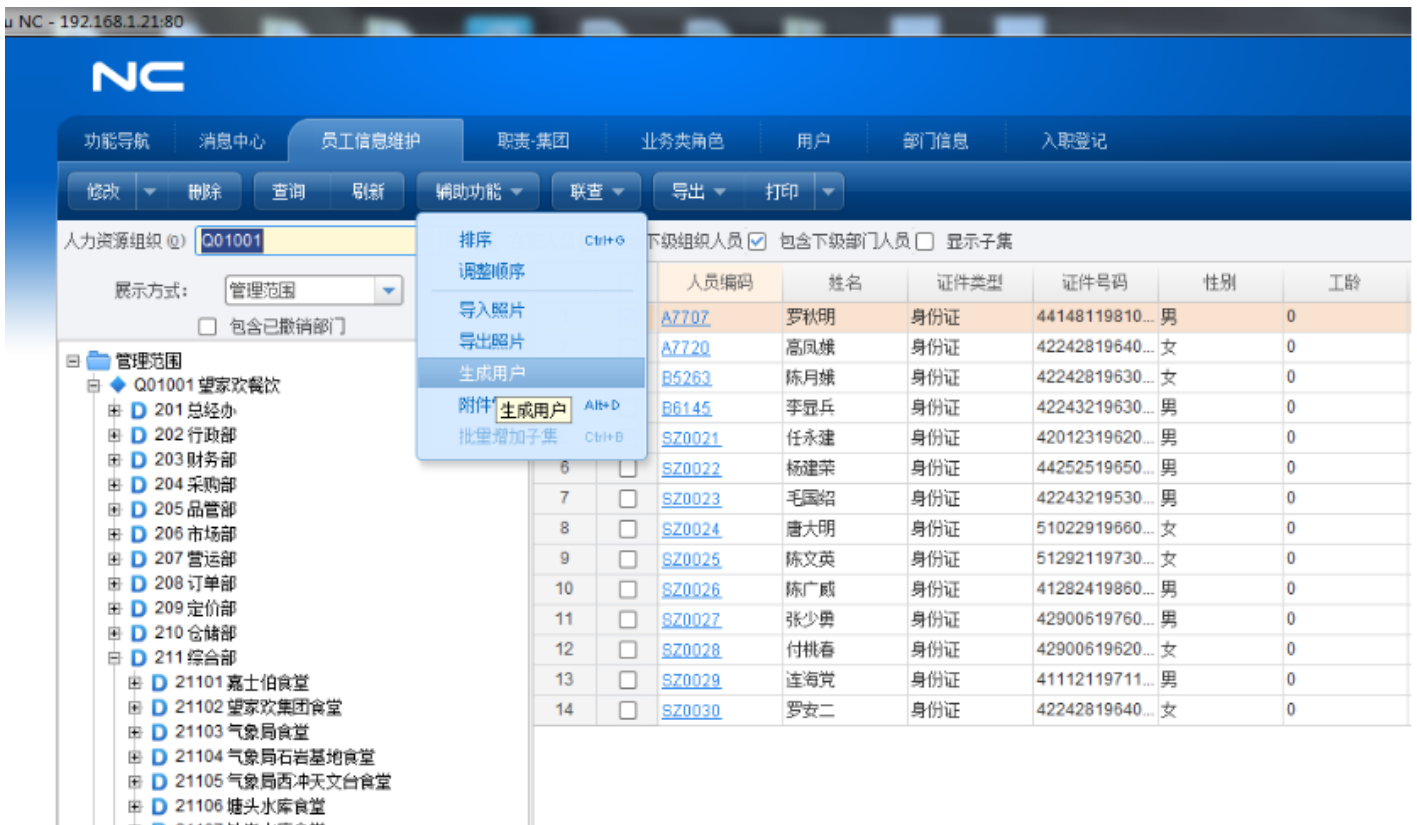 u NC - 192.168.1.21:80
NC
功能导航 消息中心 员工信息维护 职责-集团 业务类角色 用户 部门信息 入职登记
修改 删除 查询 刷新 辅助功能 联查 导出 打印
人力资源组织(O) Q01001 下级组织人员 包含下级部门人员 显示子集
展示方式: 管理范围
包含已撤销部门
排序 Ctrl+G
调整顺序
导入照片
导出照片
生成用户
附件 生成用户 Alt+D
批量增加子集 Ctrl+B
管理范围
Q01001 望家欢餐饮
201 总经办
202 行政部
203 财务部
204 采购部
205 品管部
206 市场部
207 营运部
208 订单部
209 定价部
210 仓储部
211 综合部
21101 嘉士伯食堂
21102 望家欢集团食堂
21103 气象局食堂
21104 气象局石岩基地食堂
21105 气象局西冲天文台食堂
21106 塘头水库食堂
人员编码 姓名 证件类型 证件号码 性别 工龄
A7707 罗秋明 身份证 44148119810... 男 0
A7720 高凤娥 身份证 42242819640... 女 0
B5263 陈月娥 身份证 42242819630... 女 0
B6145 李显兵 身份证 42243219630... 男 0
SZ0021 任永建 身份证 42012319620... 男 0
6 SZ0022 杨建荣 身份证 44252519650... 男 0
7 SZ0023 毛国绍 身份证 42243219530... 男 0
8 SZ0024 唐大明 身份证 51022919660... 女 0
9 SZ0025 陈文英 身份证 51292119730... 女 0
10 SZ0026 陈广威 身份证 41282419860... 男 0
11 SZ0027 张少勇 身份证 42900619760... 男 0
12 SZ0028 付桃春 身份证 42900619620... 女 0
13 SZ0029 连海党 身份证 41112119711... 男 0
14 SZ0030 罗安二 身份证 42242819640... 女 0